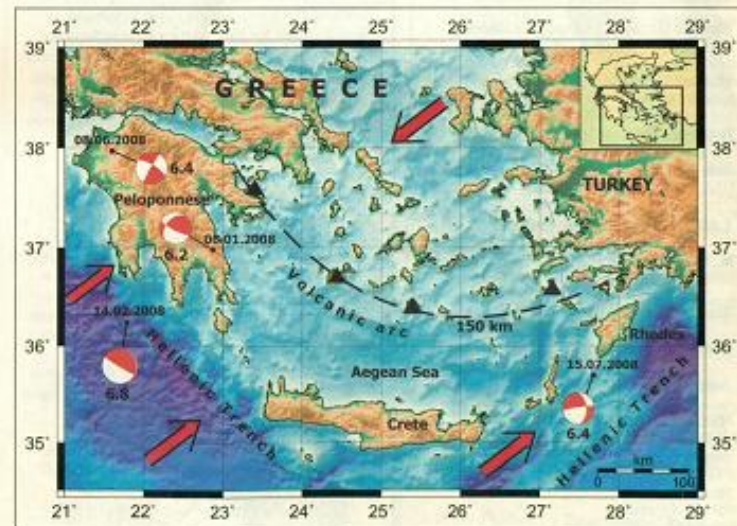 21° 22° 23° 24° 25° 26° 27° 28° 29°
39° 39°
GREECE
38° 38°
08.06.2008
6.4
TURKEY
Peloponnese
37° 37°
6.2
06.01.2008
Volcanic arc
14.02.2008
150 km
Rhodes
36° 36°
6.8
Hellenic Trench
Aegean Sea
15.07.2008
Crete
6.4
Hellenic Trench
35° 35°
km
0 100
21° 22° 23° 24° 25° 26° 27° 28° 29°